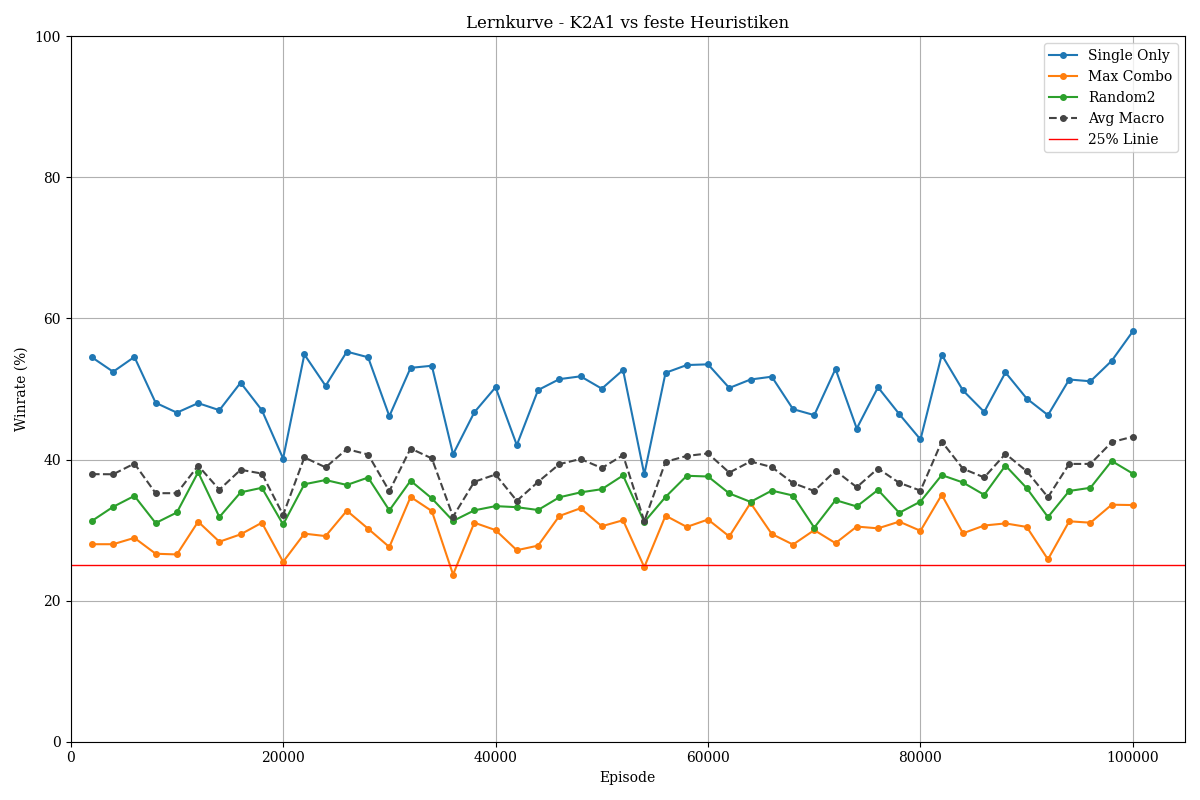 Lernkurve - K2A1 vs feste Heuristiken
Winrate (%)
100
80
60
40
20
0
Single Only
Max Combo
Random2
Avg Macro
25% Linie
0 20000 40000 60000 80000 100000
Episode